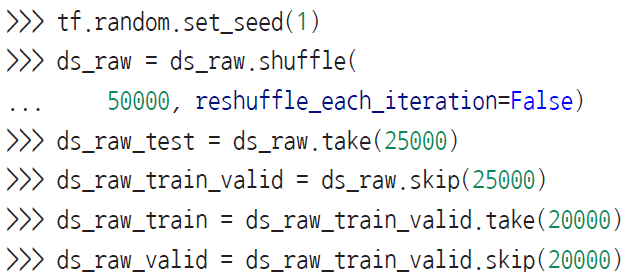 >>> tf.random.set_seed(1)
>>> ds_raw = ds_raw.shuffle(
...     50000, reshuffle_each_iteration=False)
>>> ds_raw_test = ds_raw.take(25000)
>>> ds_raw_train_valid = ds_raw.skip(25000)
>>> ds_raw_train = ds_raw_train_valid.take(20000)
>>> ds_raw_valid = ds_raw_train_valid.skip(20000)